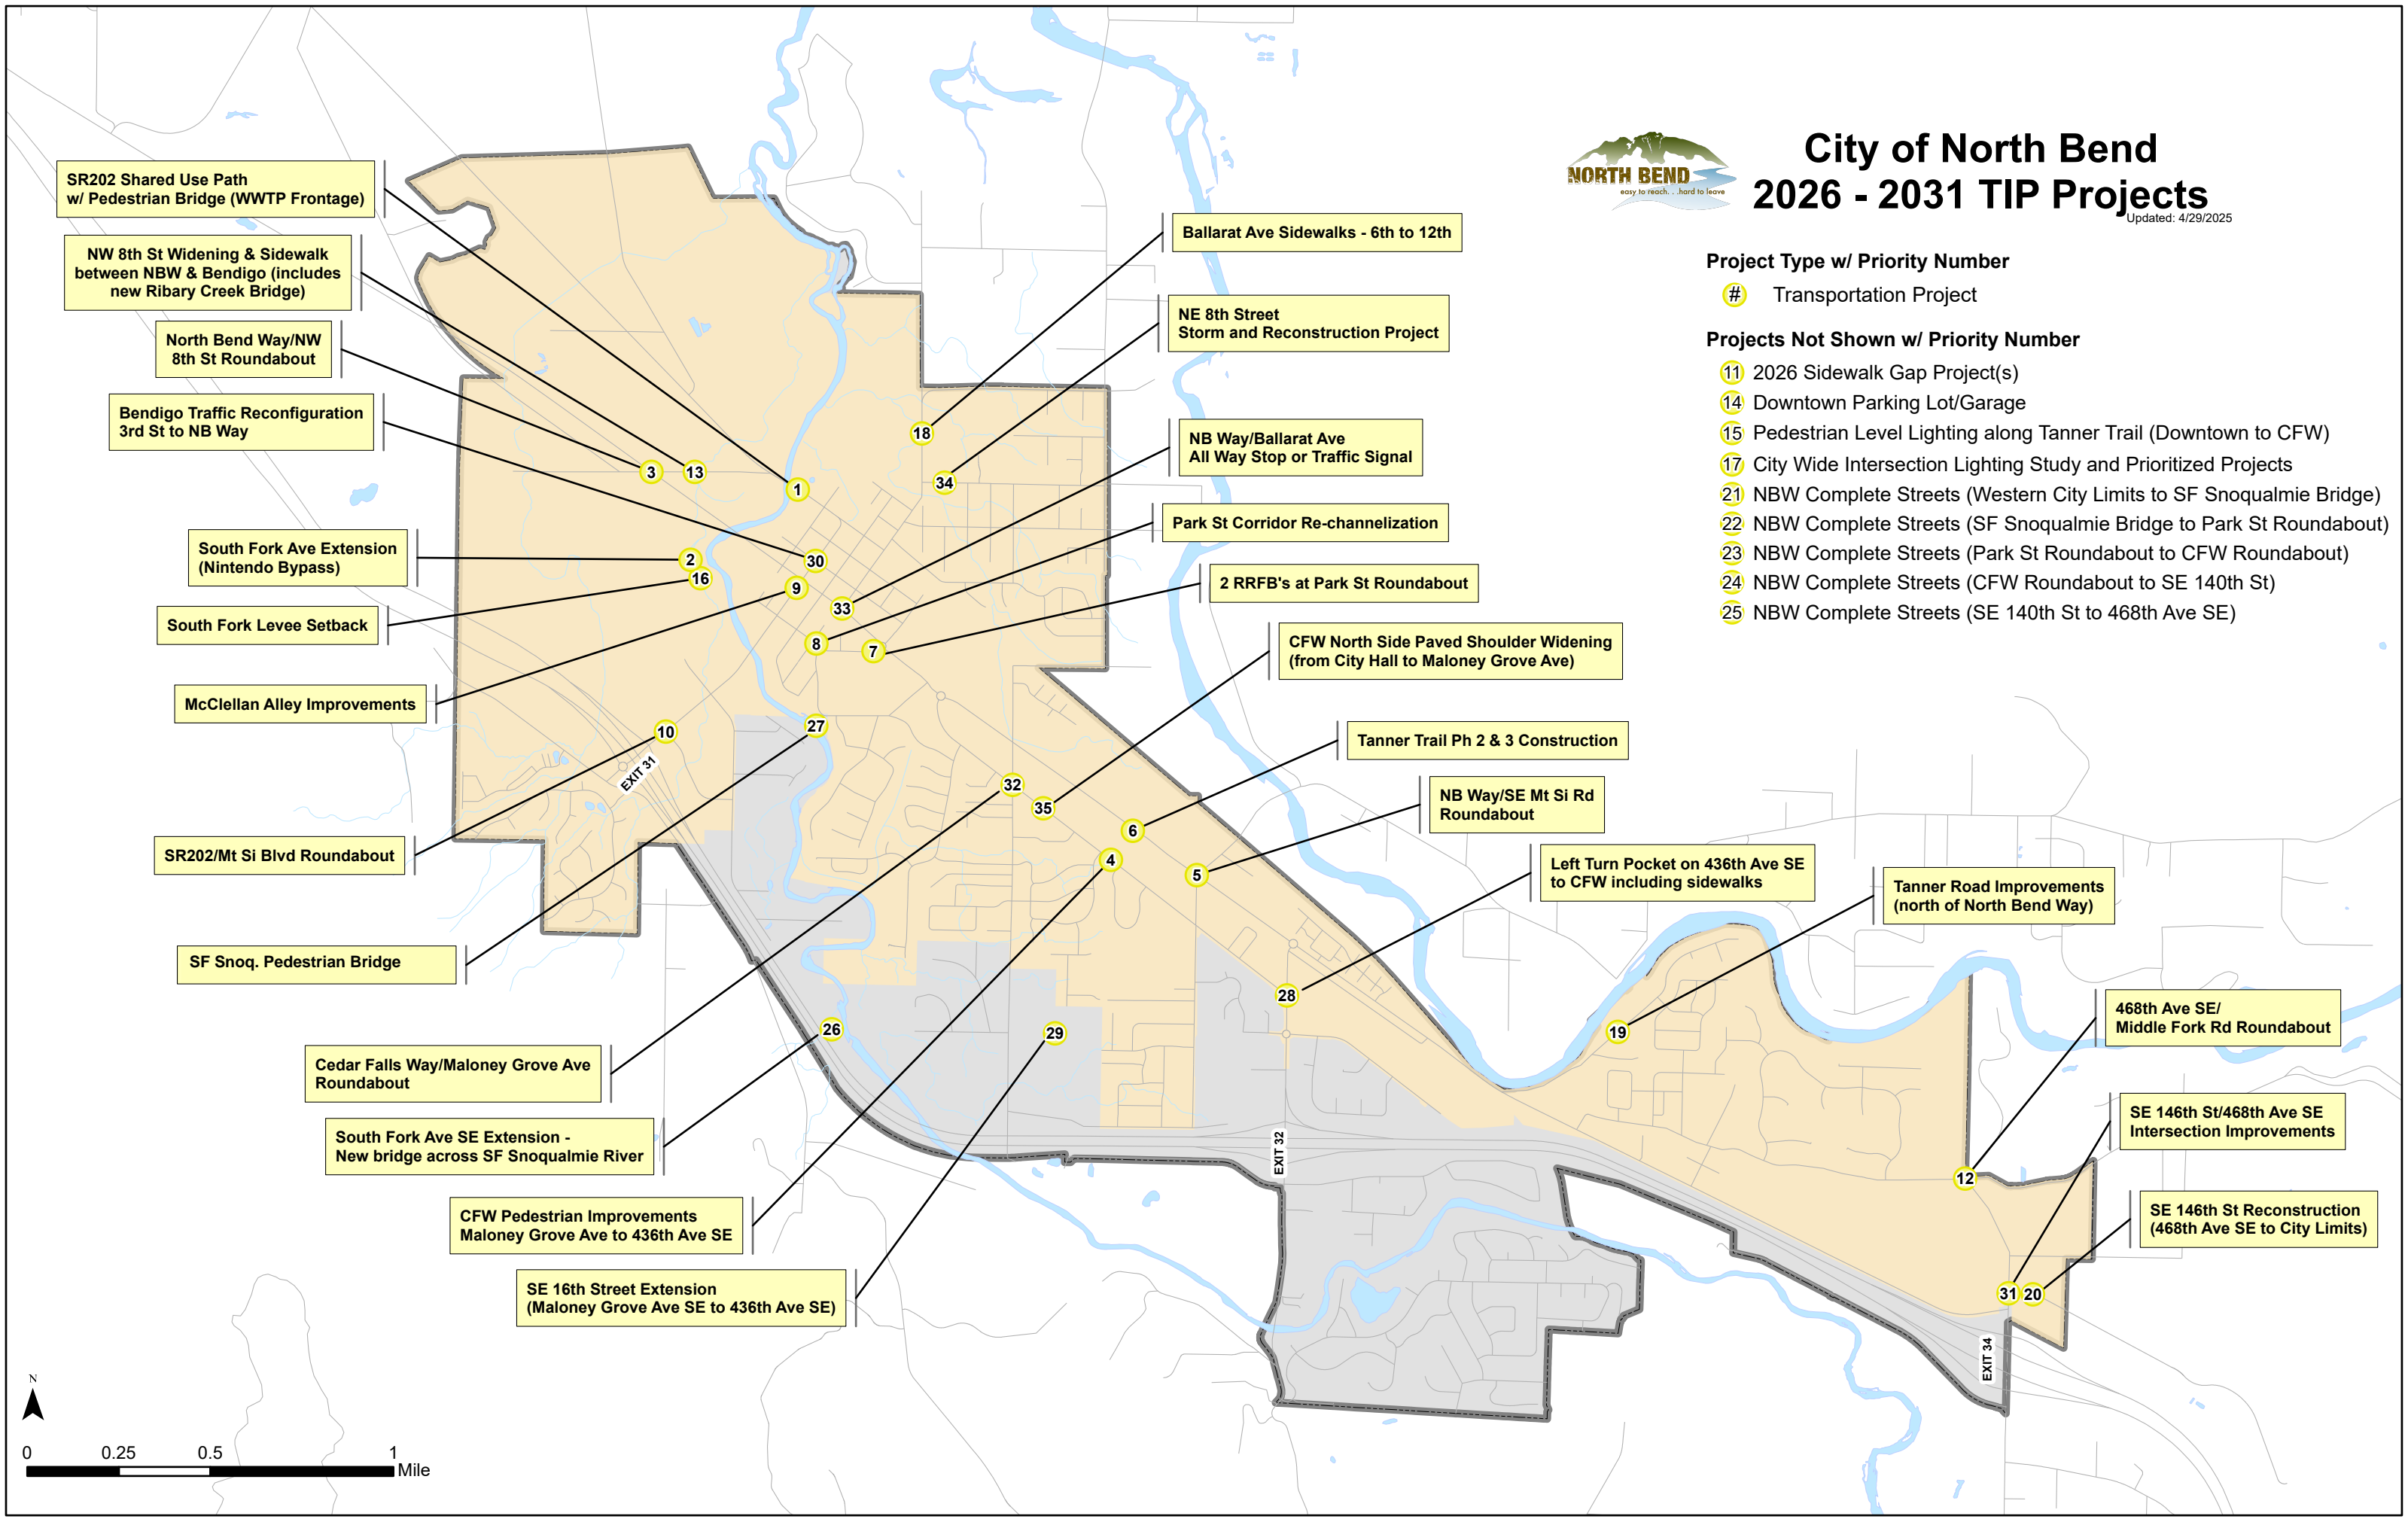 City of North Bend
2026 - 2031 TIP Projects
Updated: 4/29/2025
NORTH BEND
easy to reach. . .hard to leave
Project Type w/ Priority Number
# Transportation Project
Projects Not Shown w/ Priority Number
11 2026 Sidewalk Gap Project(s)
14 Downtown Parking Lot/Garage
15 Pedestrian Level Lighting along Tanner Trail (Downtown to CFW)
17 City Wide Intersection Lighting Study and Prioritized Projects
21 NBW Complete Streets (Western City Limits to SF Snoqualmie Bridge)
22 NBW Complete Streets (SF Snoqualmie Bridge to Park St Roundabout)
23 NBW Complete Streets (Park St Roundabout to CFW Roundabout)
24 NBW Complete Streets (CFW Roundabout to SE 140th St)
25 NBW Complete Streets (SE 140th St to 468th Ave SE)
SR202 Shared Use Path
w/ Pedestrian Bridge (WWTP Frontage)
NW 8th St Widening & Sidewalk
between NBW & Bendigo (includes
new Ribary Creek Bridge)
North Bend Way/NW
8th St Roundabout
Bendigo Traffic Reconfiguration
3rd St to NB Way
South Fork Ave Extension
(Nintendo Bypass)
South Fork Levee Setback
McClellan Alley Improvements
SR202/Mt Si Blvd Roundabout
SF Snoq. Pedestrian Bridge
Cedar Falls Way/Maloney Grove Ave
Roundabout
South Fork Ave SE Extension -
New bridge across SF Snoqualmie River
CFW Pedestrian Improvements
Maloney Grove Ave to 436th Ave SE
SE 16th Street Extension
(Maloney Grove Ave SE to 436th Ave SE)
Ballarat Ave Sidewalks - 6th to 12th
NE 8th Street
Storm and Reconstruction Project
NB Way/Ballarat Ave
All Way Stop or Traffic Signal
Park St Corridor Re-channelization
2 RRFB's at Park St Roundabout
CFW North Side Paved Shoulder Widening
(from City Hall to Maloney Grove Ave)
Tanner Trail Ph 2 & 3 Construction
NB Way/SE Mt Si Rd
Roundabout
Left Turn Pocket on 436th Ave SE
to CFW including sidewalks
Tanner Road Improvements
(north of North Bend Way)
468th Ave SE/
Middle Fork Rd Roundabout
SE 146th St/468th Ave SE
Intersection Improvements
SE 146th St Reconstruction
(468th Ave SE to City Limits)
18
3
13
34
1
2
30
16
9
33
8
7
27
10
EXIT 31
32
35
6
4
5
28
26
29
19
EXIT 32
12
31
20
EXIT 34
N
0
0.25
0.5
1
Mile